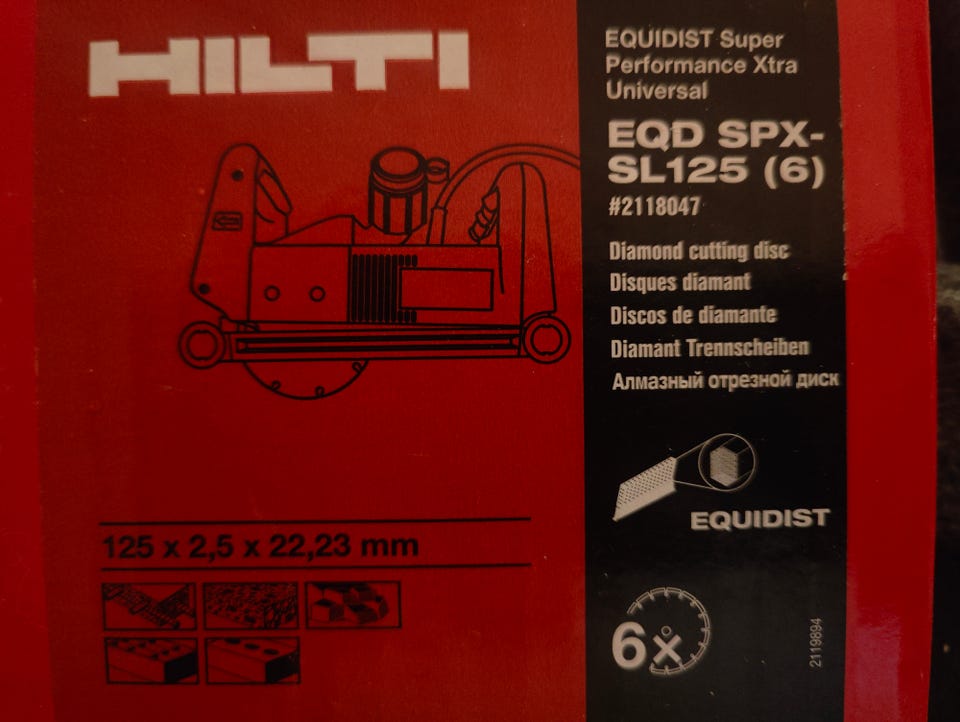 HILTI
EQUIDIST Super
Performance Xtra
Universal
EQD SPX-
SL125 (6)
#2118047
Diamond cutting disc
Disques diamant
Discos de diamante
Diamant Trennscheiben
Алмазный отрезной диск
EQUIDIST
125 x 2,5 x 22,23 mm
6x
2119894